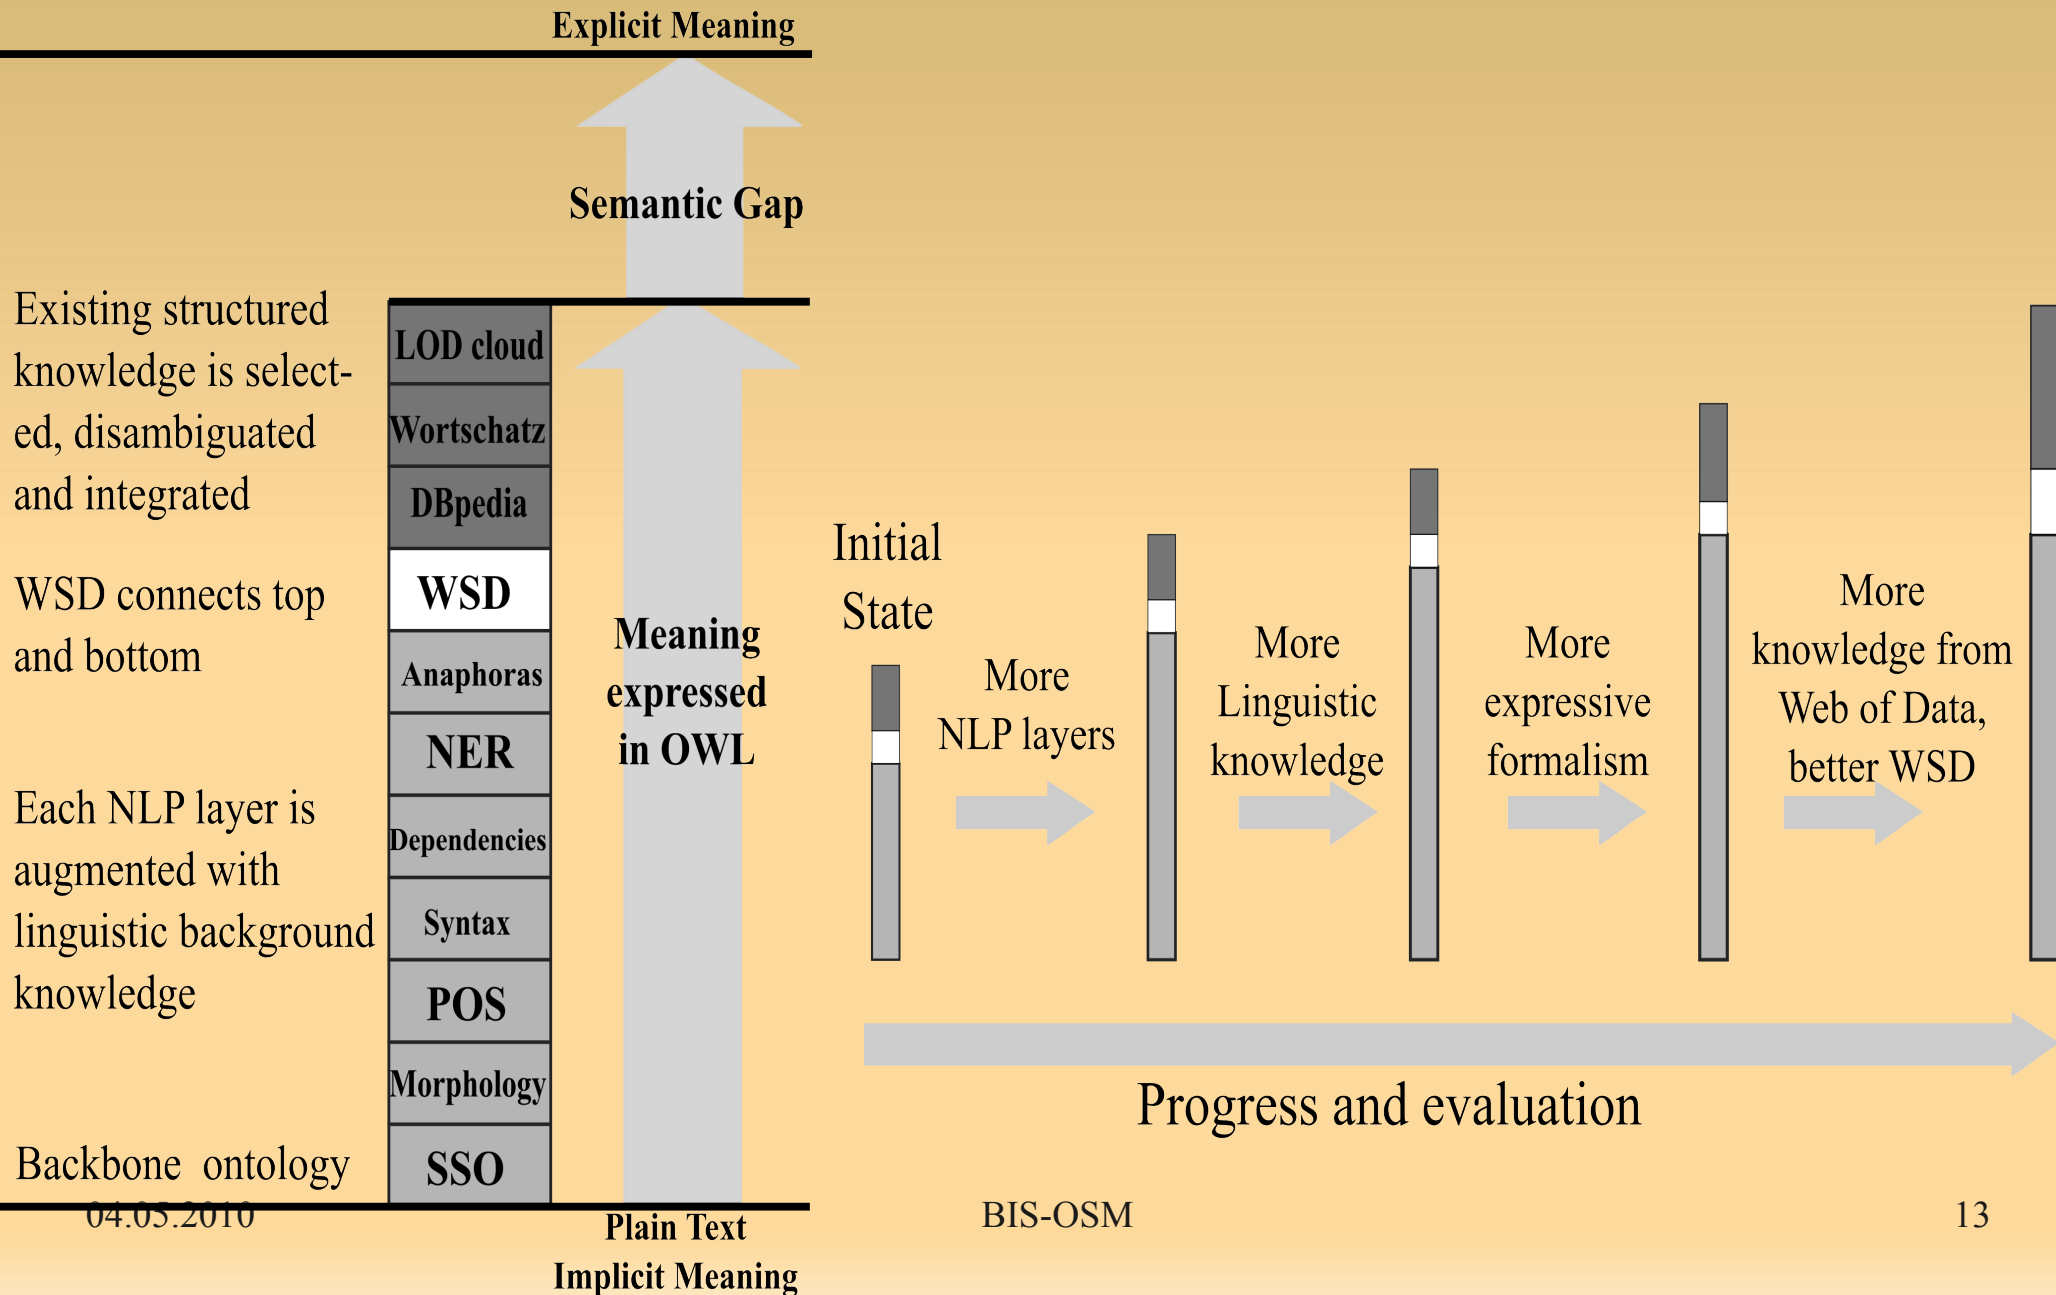 Explicit Meaning
Semantic Gap
Existing structured
knowledge is select-
ed, disambiguated
and integrated
WSD connects top
and bottom
Each NLP layer is
augmented with
linguistic background
knowledge
Backbone ontology
LOD cloud
Wortschatz
DBpedia
WSD
Anaphoras
NER
Dependencies
Syntax
POS
Morphology
SSO
Meaning
expressed
in OWL
Plain Text
Implicit Meaning
Initial
State
More
NLP layers
More
Linguistic
knowledge
More
expressive
formalism
More
knowledge from
Web of Data,
better WSD
Progress and evaluation
04.05.2010
BIS-OSM
13